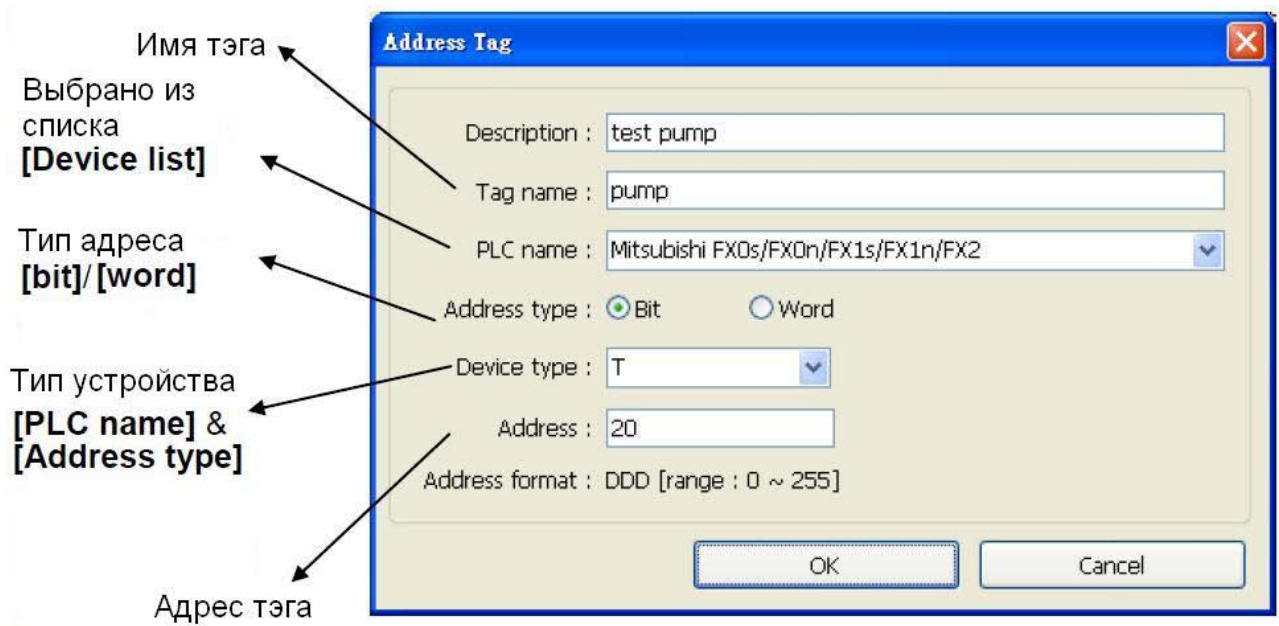 Имя тэга
Выбрано из
списка
[Device list]
Тип адреса
[bit]/[word]
Тип устройства
[PLC name] &
[Address type]
Адрес тэга
Address Tag
Description : test pump
Tag name : pump
PLC name : Mitsubishi FX0s/FX0n/FX1s/FX1n/FX2
Address type : Bit Word
Device type : T
Address : 20
Address format : DDD [range : 0 ~ 255]
OK Cancel